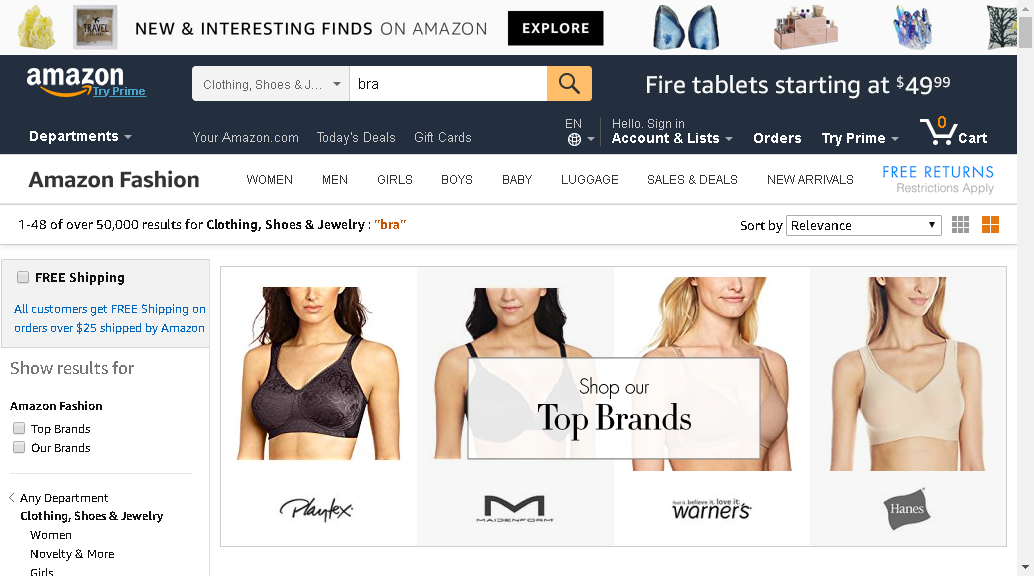 TRAVEL
NEW & INTERESTING FINDS ON AMAZON
EXPLORE
amazon
Try Prime
Clothing, Shoes & J...
bra
Fire tablets starting at $49⁹⁹
Departments
Your Amazon.com
Today's Deals
Gift Cards
EN
Hello. Sign in
Account & Lists
Orders
Try Prime
0
Cart
Amazon Fashion
WOMEN
MEN
GIRLS
BOYS
BABY
LUGGAGE
SALES & DEALS
NEW ARRIVALS
FREE RETURNS
Restrictions Apply
1-48 of over 50,000 results for Clothing, Shoes & Jewelry : "bra"
Sort by
Relevance
FREE Shipping
All customers get FREE Shipping on
orders over $25 shipped by Amazon
Show results for
Amazon Fashion
Top Brands
Our Brands
Any Department
Clothing, Shoes & Jewelry
Women
Novelty & More
Girls
Shop our
Top Brands
Playtex
MAIDENFORM
feel it, believe it, love it:
warner's
Hanes